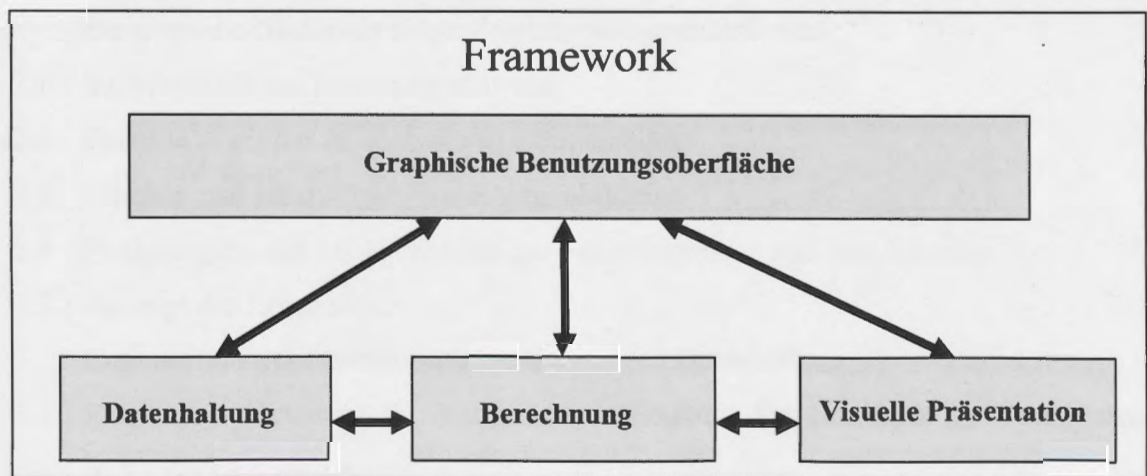 Framework
Graphische Benutzungsoberfläche
Datenhaltung
Berechnung
Visuelle Präsentation